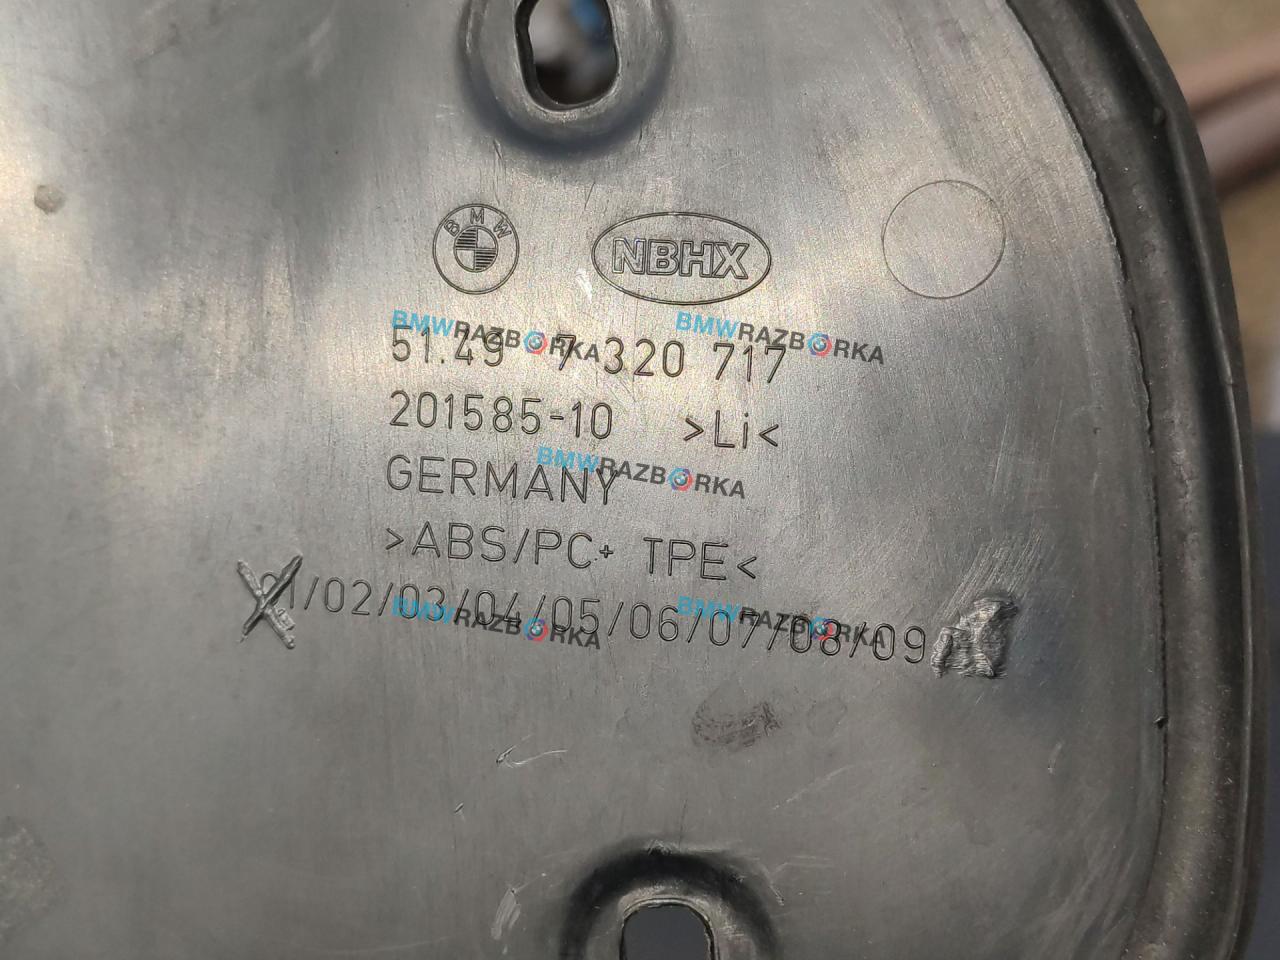 BMW
NBHX
BMWRAZBORKA BMWRAZBORKA
51.49 7 320 717
201585-10 >Li<
BMWRAZBORKA
GERMANY
>ABS/PC+ TPE<
01/02/03/04/05/06/07/08/09
BMWRAZBORKA BMWRAZBORKA